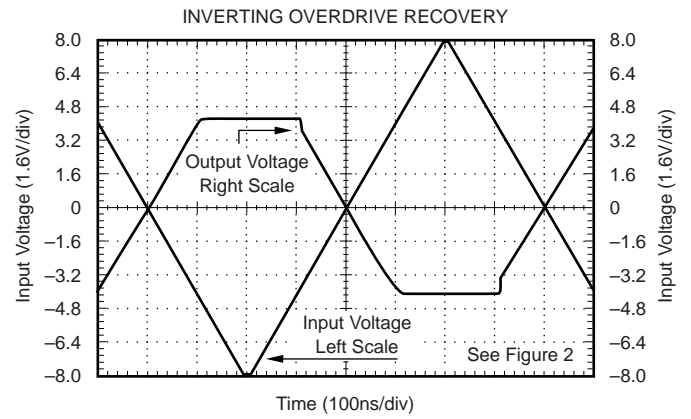 INVERTING OVERDRIVE RECOVERY
8.0
6.4
4.8
3.2
1.6
0
–1.6
–3.2
–4.8
–6.4
–8.0
Input Voltage (1.6V/div)
Output Voltage
Right Scale
Input Voltage
Left Scale
See Figure 2
8.0
6.4
4.8
3.2
1.6
0
–1.6
–3.2
–4.8
–6.4
–8.0
Input Voltage (1.6V/div)
Time (100ns/div)